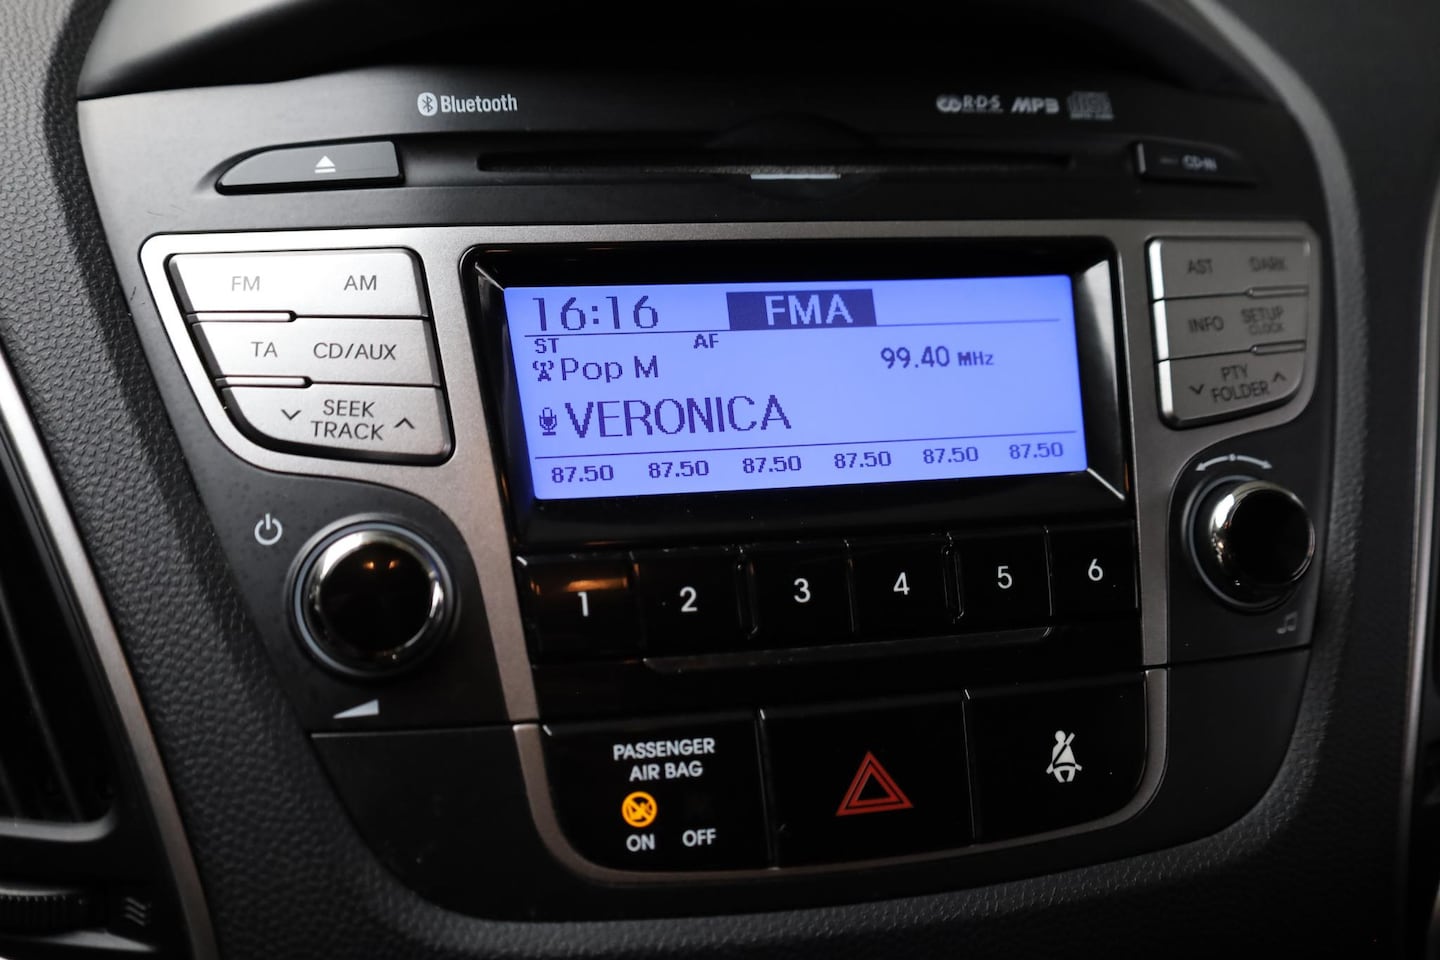 Bluetooth
R·D·S MP3
CD-IN
FM AM
TA CD/AUX
SEEK
TRACK
16:16 FMA
ST AF
Pop M 99.40 MHz
VERONICA
87.50 87.50 87.50 87.50 87.50 87.50
AST DARK
INFO SETUP
CLOCK
PTY
FOLDER
1 2 3 4 5 6
PASSENGER
AIR BAG
ON OFF